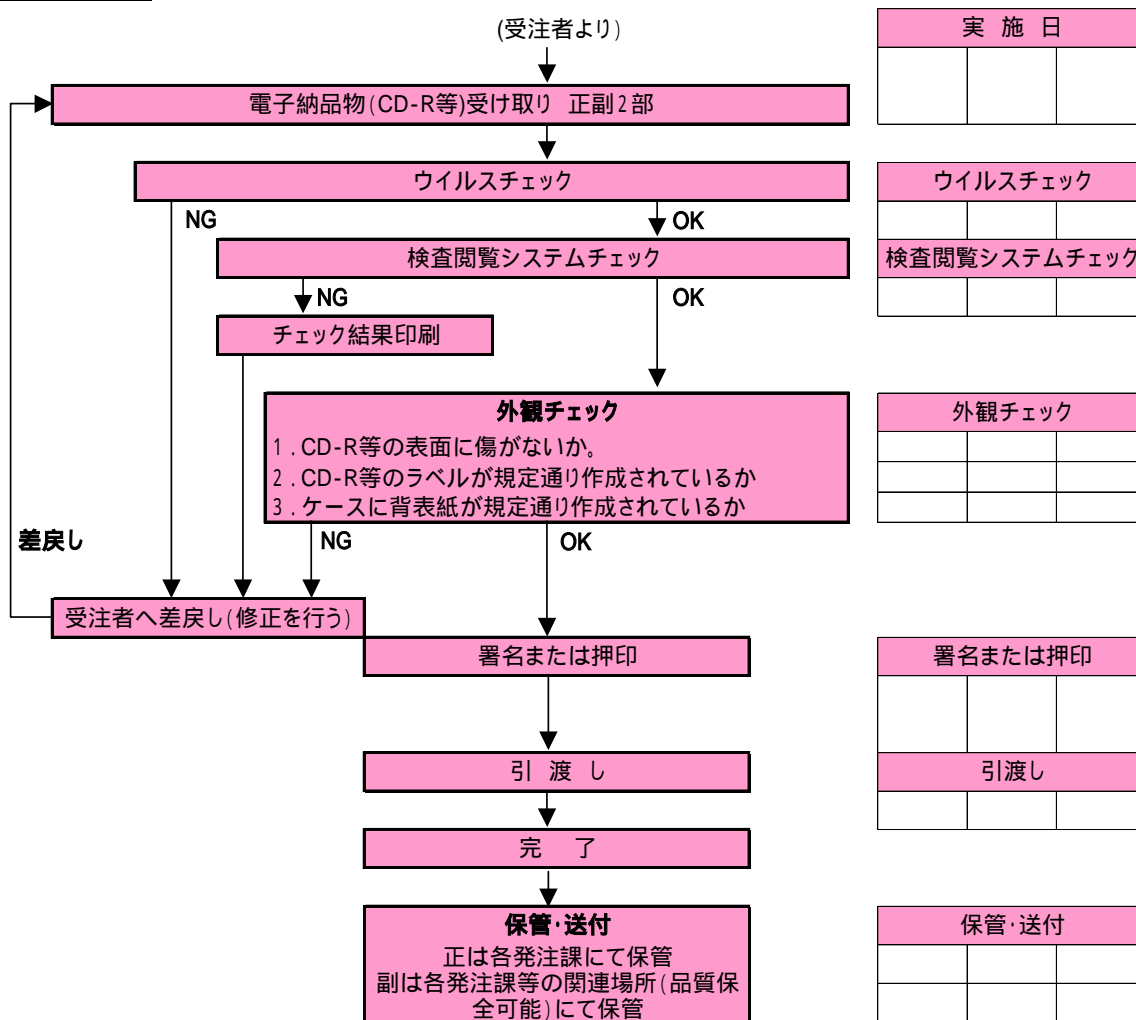 (受注者より)
実 施 日
電子納品物(CD-R等)受け取り 正副2部
ウイルスチェック
ウイルスチェック
NG
OK
検査閲覧システムチェック
検査閲覧システムチェック
NG
OK
チェック結果印刷
外観チェック
1．CD-R等の表面に傷がないか。
2．CD-R等のラベルが規定通り作成されているか
3．ケースに背表紙が規定通り作成されているか
外観チェック
差戻し
NG
OK
受注者へ差戻し(修正を行う)
署名または押印
署名または押印
引 渡 し
引渡し
完 了
保管･送付
正は各発注課にて保管
副は各発注課等の関連場所(品質保
全可能)にて保管
保管･送付